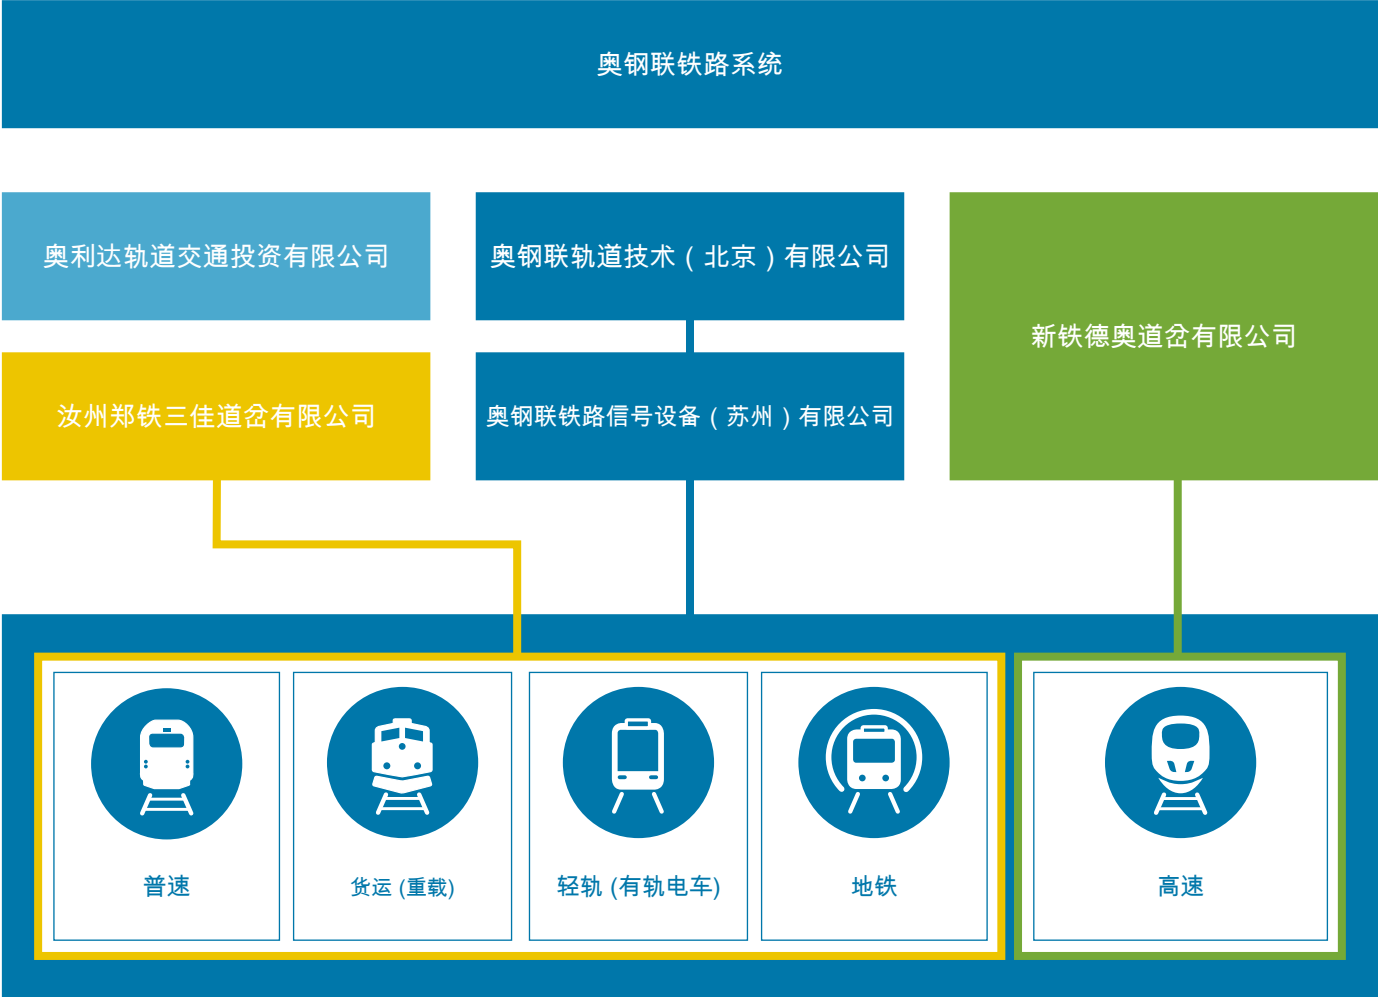 奥钢联铁路系统
奥利达轨道交通投资有限公司
奥钢联轨道技术（北京）有限公司
新铁德奥道岔有限公司
汝州郑铁三佳道岔有限公司
奥钢联铁路信号设备（苏州）有限公司
普速
货运 (重载)
轻轨 (有轨电车)
地铁
高速